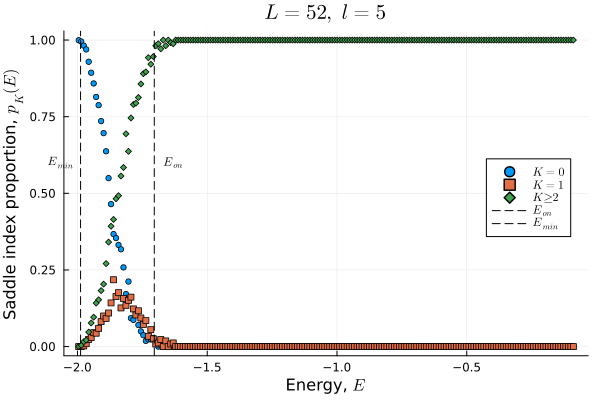 L = 52, l = 5
Saddle index proportion, p_K(E)
1.00
0.75
0.50
0.25
0.00
E_min
E_on
K = 0
K = 1
K ≥ 2
E_on
E_min
−2.0 −1.5 −1.0 −0.5
Energy, E